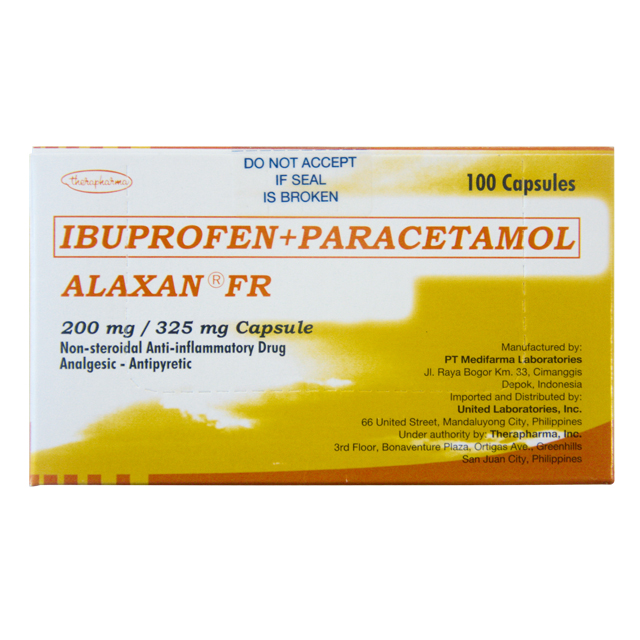 therapharma
DO NOT ACCEPT
IF SEAL
IS BROKEN
100 Capsules
IBUPROFEN+PARACETAMOL
ALAXAN® FR
200 mg / 325 mg Capsule
Non-steroidal Anti-inflammatory Drug
Analgesic - Antipyretic
Manufactured by:
PT Medifarma Laboratories
Jl. Raya Bogor Km. 33, Cimanggis
Depok, Indonesia
Imported and Distributed by:
United Laboratories, Inc.
66 United Street, Mandaluyong City, Philippines
Under authority by: Therapharma, Inc.
3rd Floor, Bonaventure Plaza, Ortigas Ave., Greenhills
San Juan City, Philippines